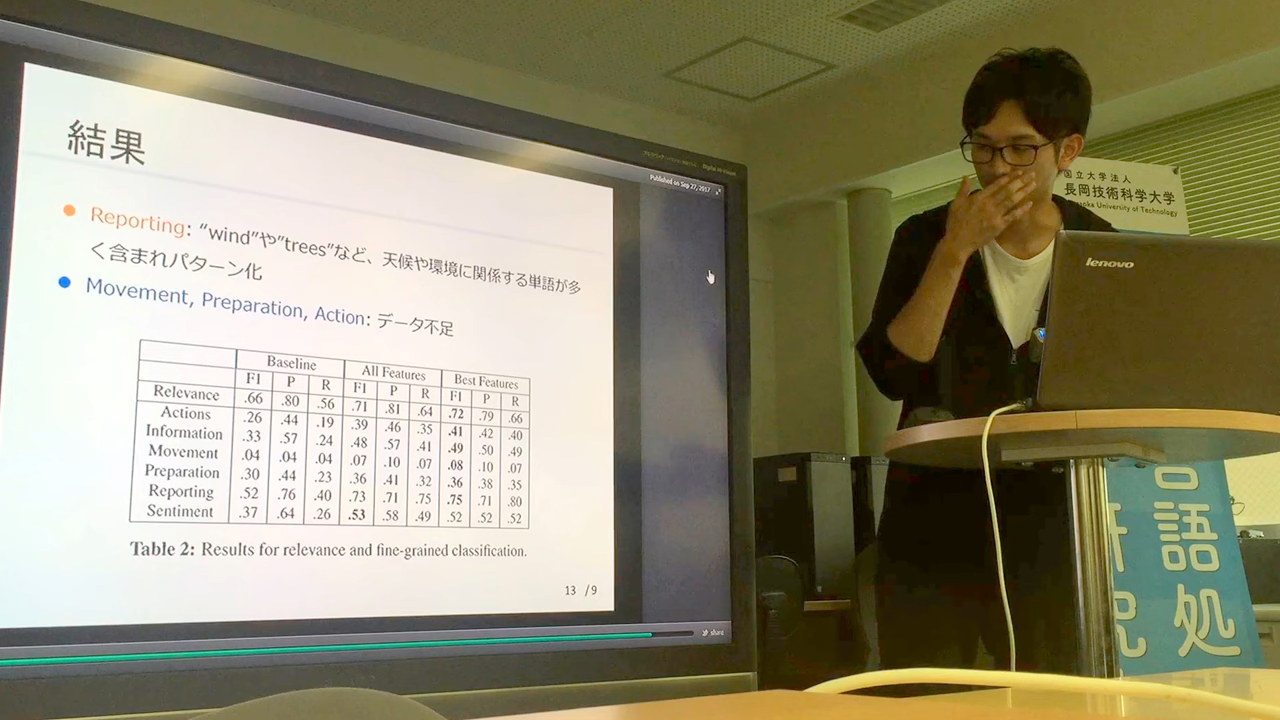 結果
Reporting: “wind”や”trees”など、天候や環境に関係する単語が多
く含まれパターン化
Movement, Preparation, Action: データ不足
Baseline All Features Best Features
F1 P R F1 P R F1 P R
Relevance .66 .80 .56 .71 .81 .64 .72 .79 .66
Actions .26 .44 .19 .39 .46 .35 .41 .42 .40
Information .33 .57 .24 .48 .57 .41 .49 .50 .49
Movement .04 .04 .04 .07 .10 .07 .08 .10 .07
Preparation .30 .44 .23 .36 .41 .32 .36 .38 .35
Reporting .52 .76 .40 .73 .71 .75 .75 .71 .80
Sentiment .37 .64 .26 .53 .58 .49 .52 .52 .52
Table 2: Results for relevance and fine-grained classification.
13 / 9
Published on Sep 27, 2017
share
国立大学法人
長岡技術科学大学
University of Technology
lenovo
語処